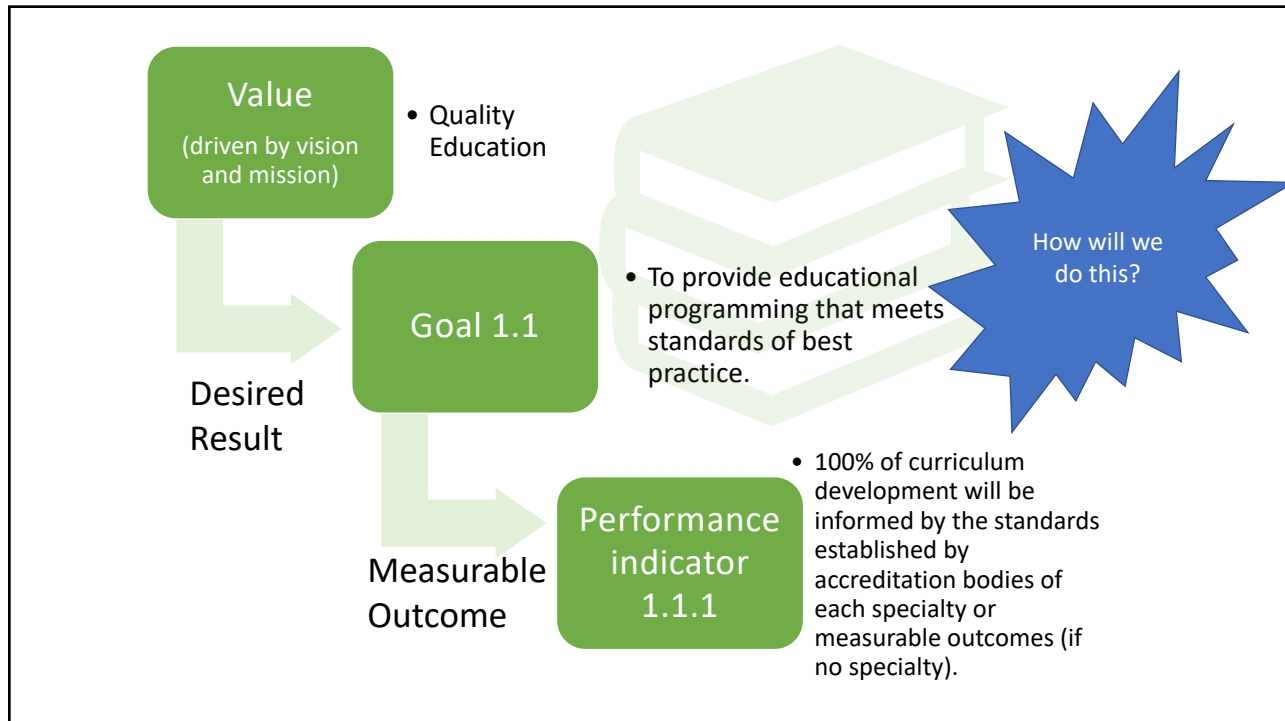 Value
(driven by vision
and mission)
• Quality
Education
How will we
do this?
Goal 1.1
• To provide educational
programming that meets
standards of best
practice.
Desired
Result
Performance
indicator
1.1.1
• 100% of curriculum
development will be
informed by the standards
established by
accreditation bodies of
each specialty or
measurable outcomes (if
no specialty).
Measurable
Outcome